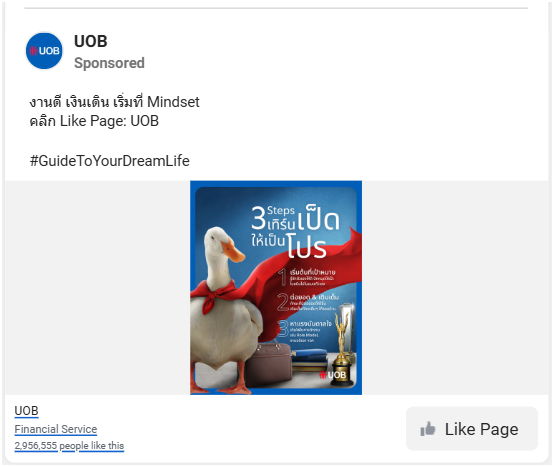 UOB
UOB
Sponsored
งานดี เงินเดิน เริ่มที่ Mindset
คลิก Like Page: UOB
#GuideToYourDreamLife
3 Steps
เทิร์นเป็ด
ให้เป็นโปร
1 เริ่มต้นที่เป้าหมาย
2 ต่อยอด & เติมเต็ม
3 หาแรงบันดาลใจ
UOB
UOB
Financial Service
2,956,555 people like this
Like Page